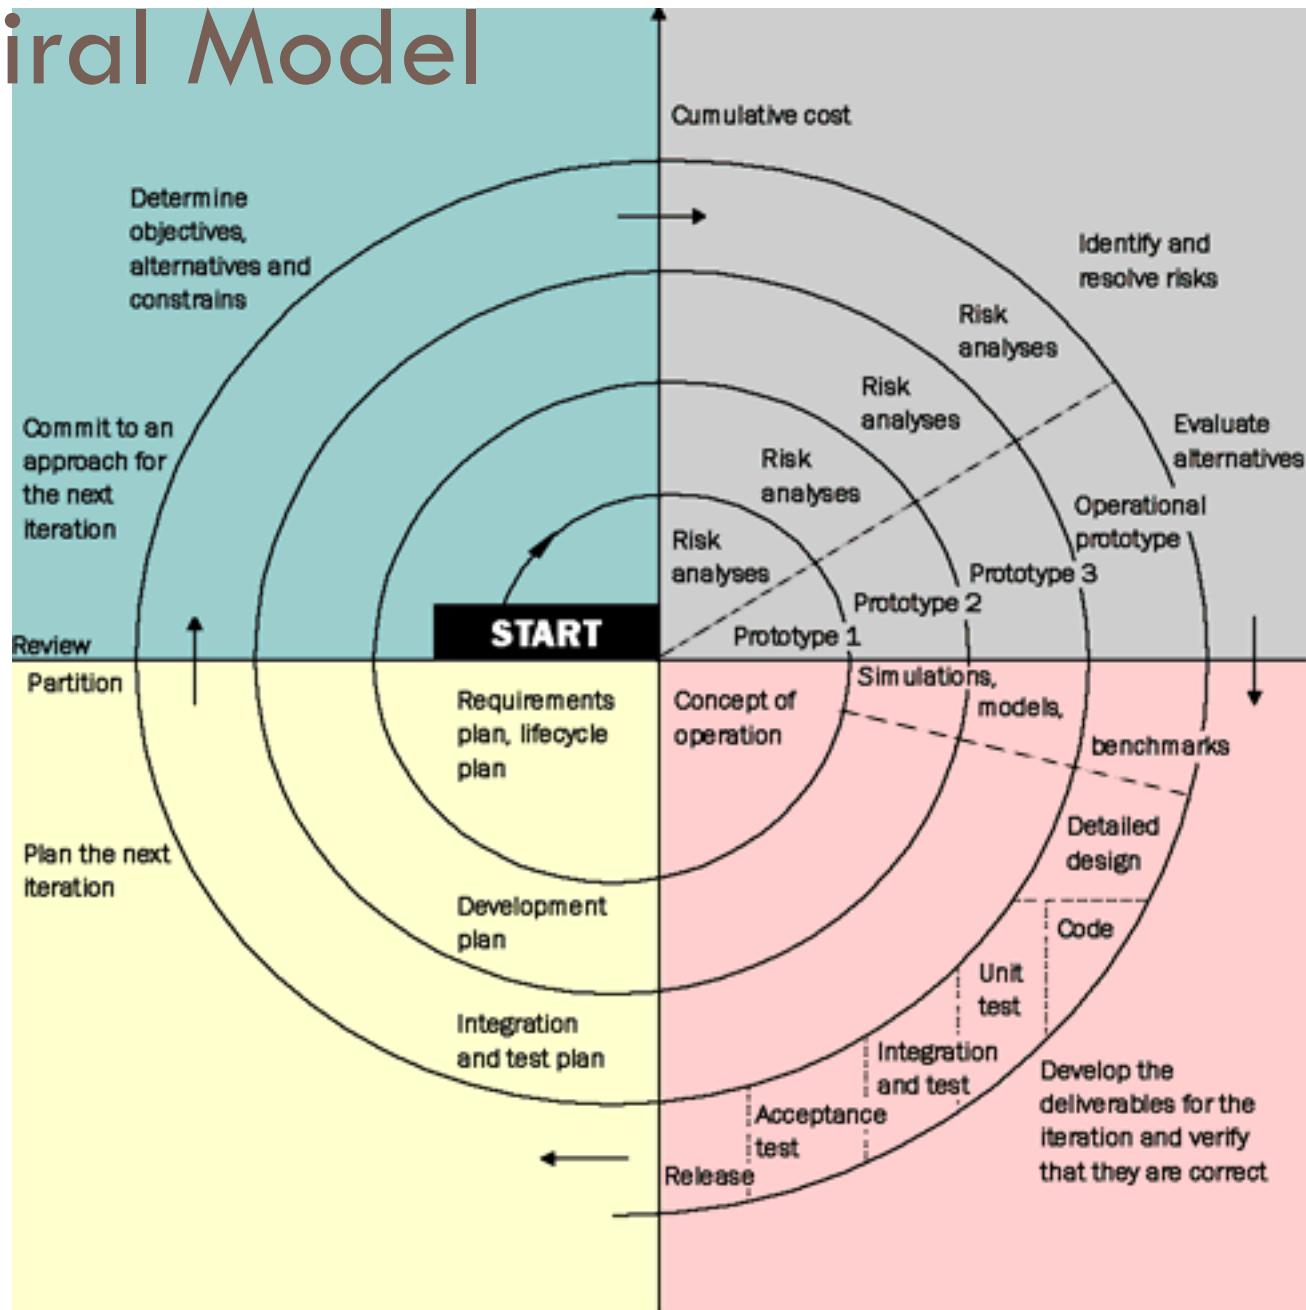 iral Model
Cumulative cost
Determine
objectives,
alternatives and
constrains
Identify and
resolve risks
Risk
analyses
Risk
analyses
Risk
analyses
Risk
analyses
Commit to an
approach for
the next
iteration
Evaluate
alternatives
Operational
prototype
Prototype 3
Prototype 2
Prototype 1
START
Review
Partition
Requirements
plan, lifecycle
plan
Concept of
operation
Simulations,
models,
benchmarks
Plan the next
iteration
Detailed
design
Development
plan
Code
Unit
test
Integration
and test plan
Integration
and test
Acceptance
test
Release
Develop the
deliverables for the
iteration and verify
that they are correct